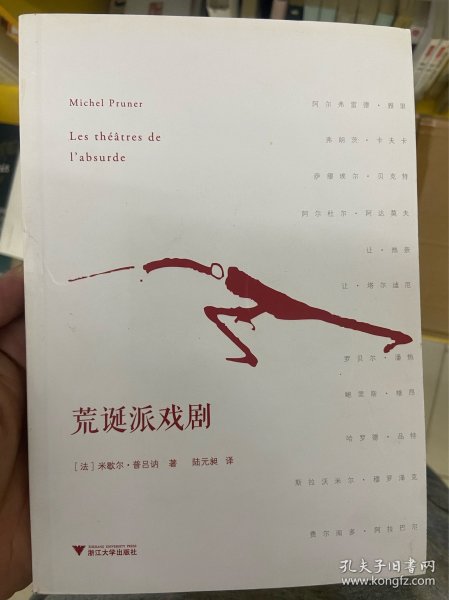 Michel Pruner
Les théâtres de
l'absurde
阿尔弗雷德·雅里
弗朗茨·卡夫卡
萨缪埃尔·贝克特
阿尔杜尔·阿达莫夫
让·热奈
让·塔尔迪厄
罗贝尔·潘热
鲍里斯·维昂
哈罗德·品特
斯拉沃米尔·穆罗泽克
费尔南多·阿拉巴尔
荒诞派戏剧
[法]米歇尔·普吕讷 著 陆元昶 译
ZHEJIANG UNIVERSITY PRESS
浙江大学出版社
孔夫子旧书网
www.kongfz.com